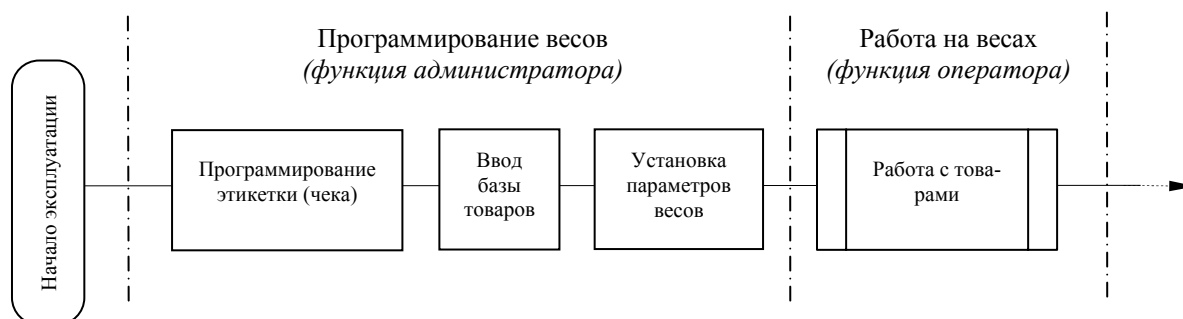 Программирование весов
(функция администратора)
Работа на весах
(функция оператора)
Начало эксплуатации
Программирование
этикетки (чека)
Ввод
базы
товаров
Установка
параметров
весов
Работа с това-
рами